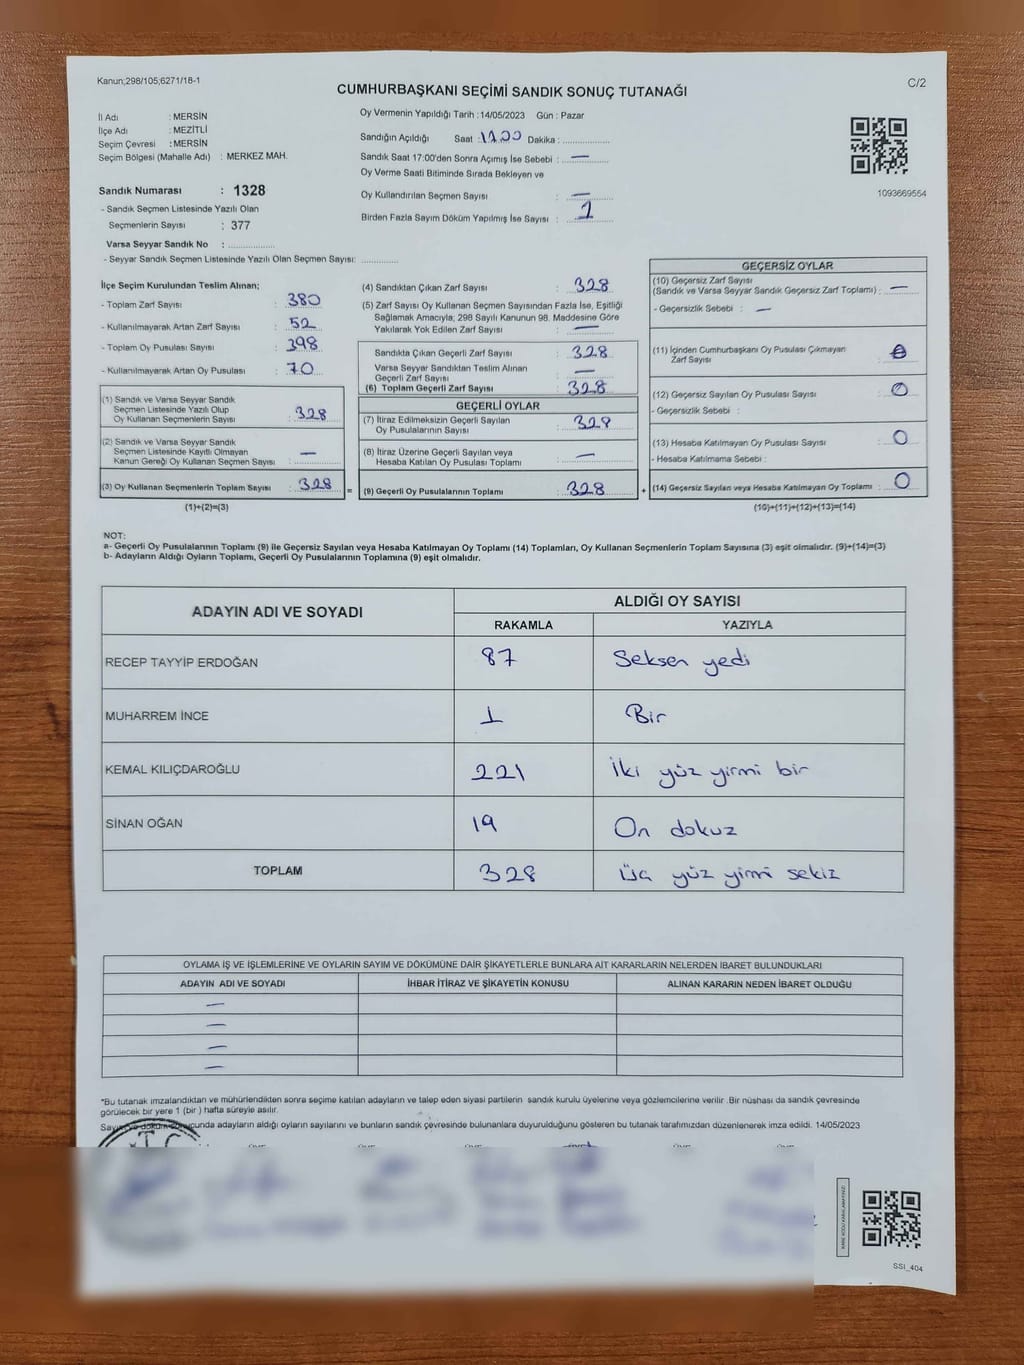 Kanun;298/105;6271/18-1
C/2
CUMHURBAŞKANI SEÇİMİ SANDIK SONUÇ TUTANAĞI
İl Adı : MERSİN
İlçe Adı : MEZİTLİ
Seçim Çevresi : MERSİN
Seçim Bölgesi (Mahalle Adı) : MERKEZ MAH.
Sandık Numarası : 1328
- Sandık Seçmen Listesinde Yazılı Olan
Seçmenlerin Sayısı : 377
Varsa Seyyar Sandık No : ..............
- Seyyar Sandık Seçmen Listesinde Yazılı Olan Seçmen Sayısı: ............
Oy Vermenin Yapıldığı Tarih :14/05/2023 Gün : Pazar
Sandığın Açıldığı Saat : Dakika : ..............
Sandık Saat 17:00'den Sonra Açımış İse Sebebi : —
Oy Verme Saati Bitiminde Sırada Bekleyen ve
Oy Kullandırılan Seçmen Sayısı : —
Birden Fazla Sayım Döküm Yapılmış İse Sayısı : 1
1093669554
İlçe Seçim Kurulundan Teslim Alınan;
- Toplam Zarf Sayısı : 380
- Kullanılmayarak Artan Zarf Sayısı : 52
- Toplam Oy Pusulası Sayısı : 398
- Kullanılmayarak Artan Oy Pusulası : 70
(1) Sandık ve Varsa Seyyar Sandık
Seçmen Listesinde Yazılı Olup
Oy Kullanan Seçmenlerin Sayısı : 328
(2) Sandık ve Varsa Seyyar Sandık
Seçmen Listesinde Kayıtlı Olmayan
Kanun Gereği Oy Kullanan Seçmen Sayısı : —
(3) Oy Kullanan Seçmenlerin Toplam Sayısı : 328 =
(1)+(2)=(3)
(4) Sandıktan Çıkan Zarf Sayısı : 328
(5) Zarf Sayısı Oy Kullanan Seçmen Sayısından Fazla İse, Eşitliği
Sağlamak Amacıyla; 298 Sayılı Kanunun 98. Maddesine Göre
Yakılarak Yok Edilen Zarf Sayısı : —
Sandıkta Çıkan Geçerli Zarf Sayısı : 328
Varsa Seyyar Sandıktan Teslim Alınan
Geçerli Zarf Sayısı : —
(6) Toplam Geçerli Zarf Sayısı : 328
GEÇERLİ OYLAR
(7) İtiraz Edilmeksizin Geçerli Sayılan
Oy Pusulalarının Sayısı : 328
(8) İtiraz Üzerine Geçerli Sayılan veya
Hesaba Katılan Oy Pusulası Toplamı : —
(9) Geçerli Oy Pusulalarının Toplamı : 328 +
GEÇERSİZ OYLAR
(10) Geçersiz Zarf Sayısı
(Sandık ve Varsa Seyyar Sandık Geçersiz Zarf Toplamı) : —
- Geçersizlik Sebebi : —
(11) İçinden Cumhurbaşkanı Oy Pusulası Çıkmayan
Zarf Sayısı :
(12) Geçersiz Sayılan Oy Pusulası Sayısı : 0
- Geçersizlik Sebebi :
(13) Hesaba Katılmayan Oy Pusulası Sayısı : 0
- Hesaba Katılmama Sebebi :
(14) Geçersiz Sayılan veya Hesaba Katılmayan Oy Toplamı : 0
(10)+(11)+(12)+(13)=(14)
NOT:
a- Geçerli Oy Pusulalarının Toplamı (9) ile Geçersiz Sayılan veya Hesaba Katılmayan Oy Toplamı (14) Toplamları, Oy Kullanan Seçmenlerin Toplam Sayısına (3) eşit olmalıdır. (9)+(14)=(3)
b- Adayların Aldığı Oyların Toplamı, Geçerli Oy Pusulalarının Toplamına (9) eşit olmalıdır.
ADAYIN ADI VE SOYADI
ALDIĞI OY SAYISI
RAKAMLA YAZIYLA
RECEP TAYYİP ERDOĞAN 87 Seksen yedi
MUHARREM İNCE 1 Bir
KEMAL KILIÇDAROĞLU 221 İki yüz yirmi bir
SİNAN OĞAN 19 On dokuz
TOPLAM 328 Üç yüz yirmi sekiz
OYLAMA İŞ VE İŞLEMLERİNE VE OYLARIN SAYIM VE DÖKÜMÜNE DAİR ŞİKAYETLERLE BUNLARA AİT KARARLARIN NELERDEN İBARET BULUNDUKLARI
ADAYIN ADI VE SOYADI İHBAR İTİRAZ VE ŞİKAYETİN KONUSU ALINAN KARARIN NEDEN İBARET OLDUĞU
—
—
—
—
*Bu tutanak imzalandıktan ve mühürlendikten sonra seçime katılan adayların ve talep eden siyasi partilerin sandık kurulu üyelerine veya gözlemcilerine verilir .Bir nüshası da sandık çevresinde
görülecek bir yere 1 (bir ) hafta süreyle asılır.
adayların aldığı oyların sayılarını ve bunların sandık çevresinde bulunanlara duyurulduğunu gösteren bu tutanak tarafımızdan düzenlenerek imza edildi. 14/05/2023
T.C.
SSİ_404